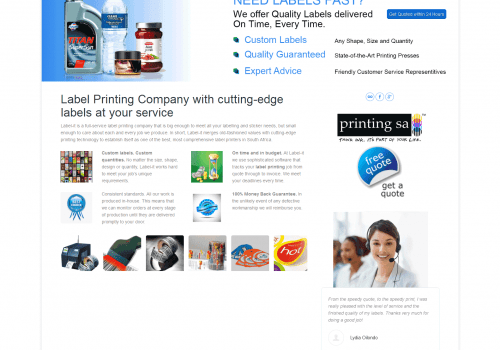 NEED LABELS FAST?
We offer Quality Labels delivered
On Time, Every Time.
Get Quotes within 24 Hours
Custom Labels
Any Shape, Size and Quantity
Quality Guaranteed
State-of-the-Art Printing Presses
Expert Advice
Friendly Customer Service Representitives
Label Printing Company with cutting-edge
labels at your service
Label-it is a full-service label printing company that is big enough to meet all your labelling and sticker needs, but small
enough to care about each and every job we produce. In short, Label-it merges old-fashioned values with cutting-edge
printing technology to establish itself as one of the best, most comprehensive label printers in South Africa.
printing sa
free
quote
get a
quote
Custom labels. Custom
quantities. No matter the size, shape
design or quantity, Label-it works hard
to meet your job's unique
requirements.
On time and in budget. At Label-it
we use sophisticated software that
tracks your label printing job from
quote through to invoice. We meet
your deadlines every time.
Consistent standards. All our work is
produced in-house. This means that
we can monitor orders at every stage
of production until they are delivered
promptly to your door.
100% Money Back Guarantee, in
the unlikely event of any defective
workmanship we will reimburse you.
hot
From the speedy quote, to the speedy print, I was
really pleased with the level of service and the
finished quality of my labels. Thanks very much for
doing a good job!
Lydia Odondo